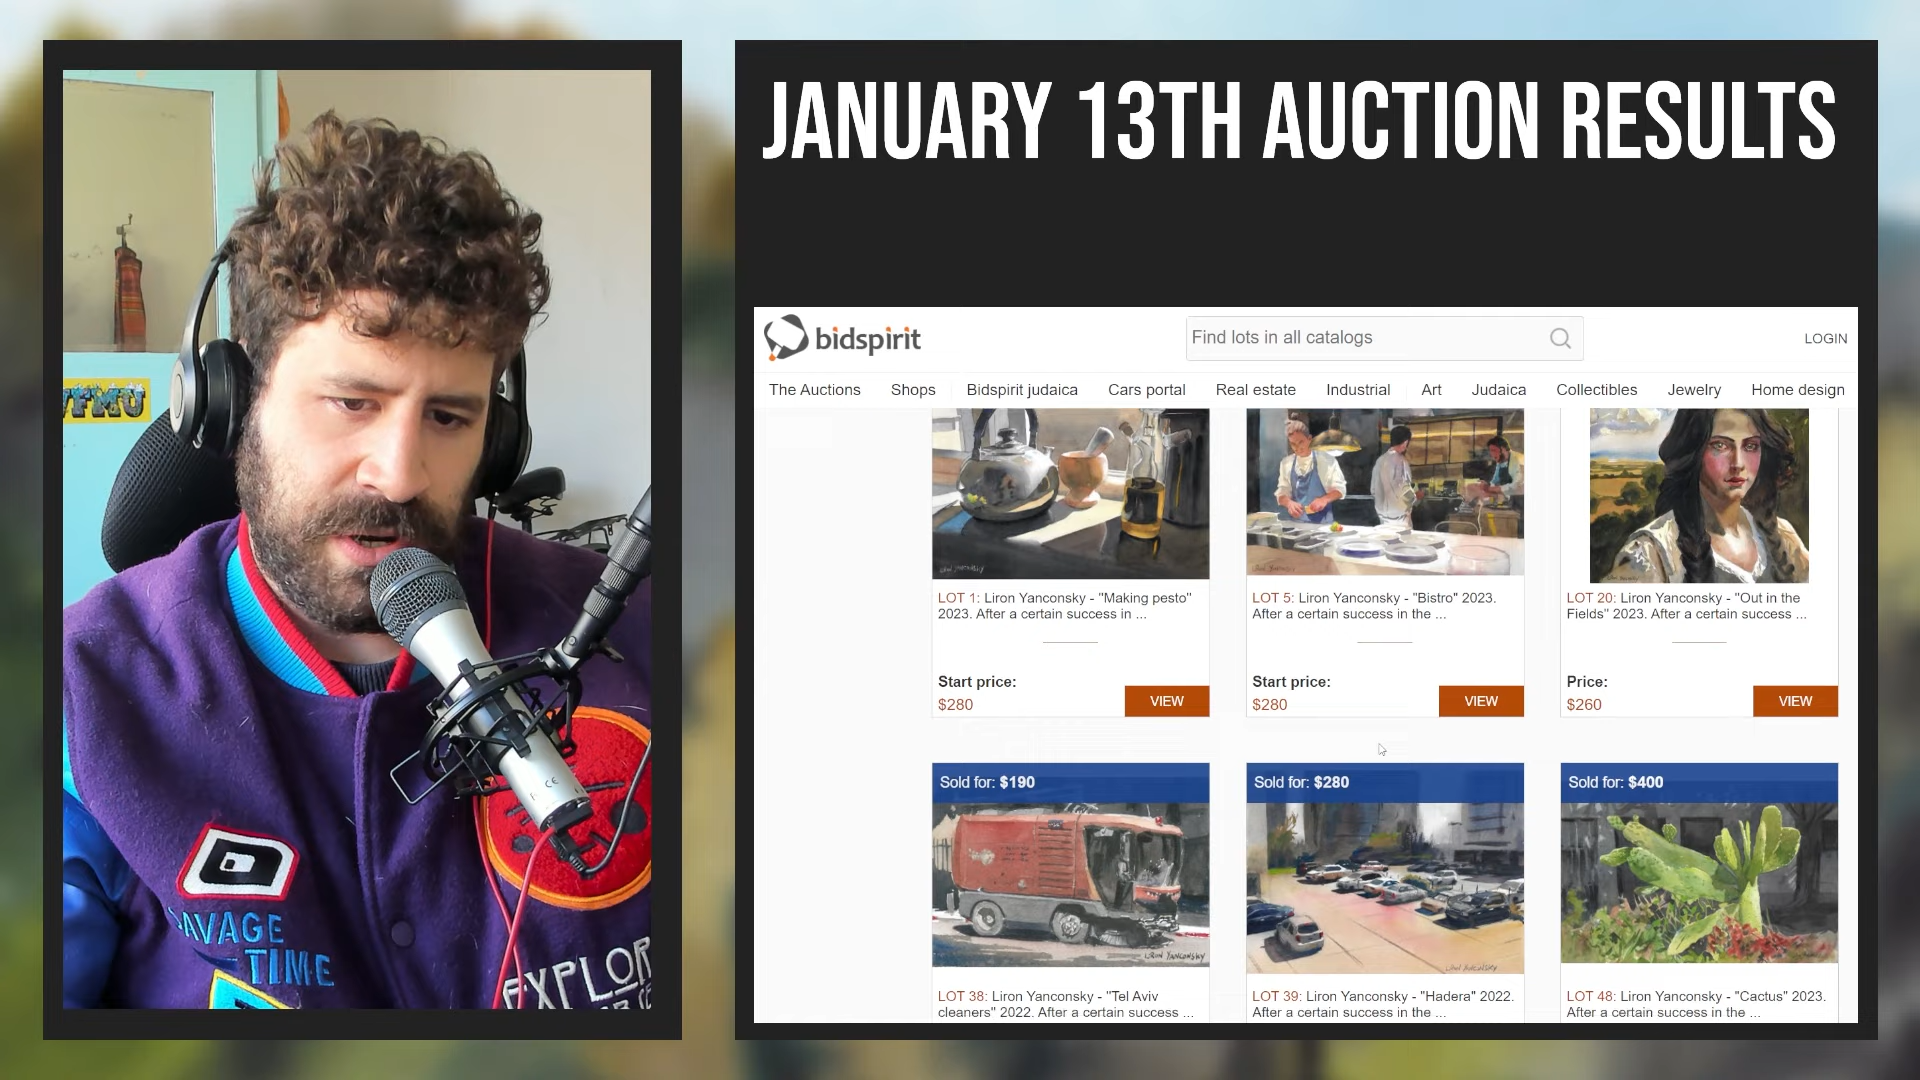 JANUARY 13TH AUCTION RESULTS
bidspirit
Find lots in all catalogs
LOGIN
The Auctions Shops Bidspirit judaica Cars portal Real estate Industrial Art Judaica Collectibles Jewelry Home design
LOT 1: Liron Yanconsky - "Making pesto"
2023. After a certain success in ...
Start price:
$280
VIEW
LOT 5: Liron Yanconsky - "Bistro" 2023.
After a certain success in the ...
Start price:
$280
VIEW
LOT 20: Liron Yanconsky - "Out in the
Fields" 2023. After a certain success ...
Price:
$260
VIEW
Sold for: $190
LIRON YANCONSKY
LOT 38: Liron Yanconsky - "Tel Aviv
cleaners" 2022. After a certain success ...
Sold for: $280
LOT 39: Liron Yanconsky - "Hadera" 2022.
After a certain success in the ...
Sold for: $400
LOT 48: Liron Yanconsky - "Cactus" 2023.
After a certain success in the ...
WFMU
SAVAGE
TIME
EXPLOR